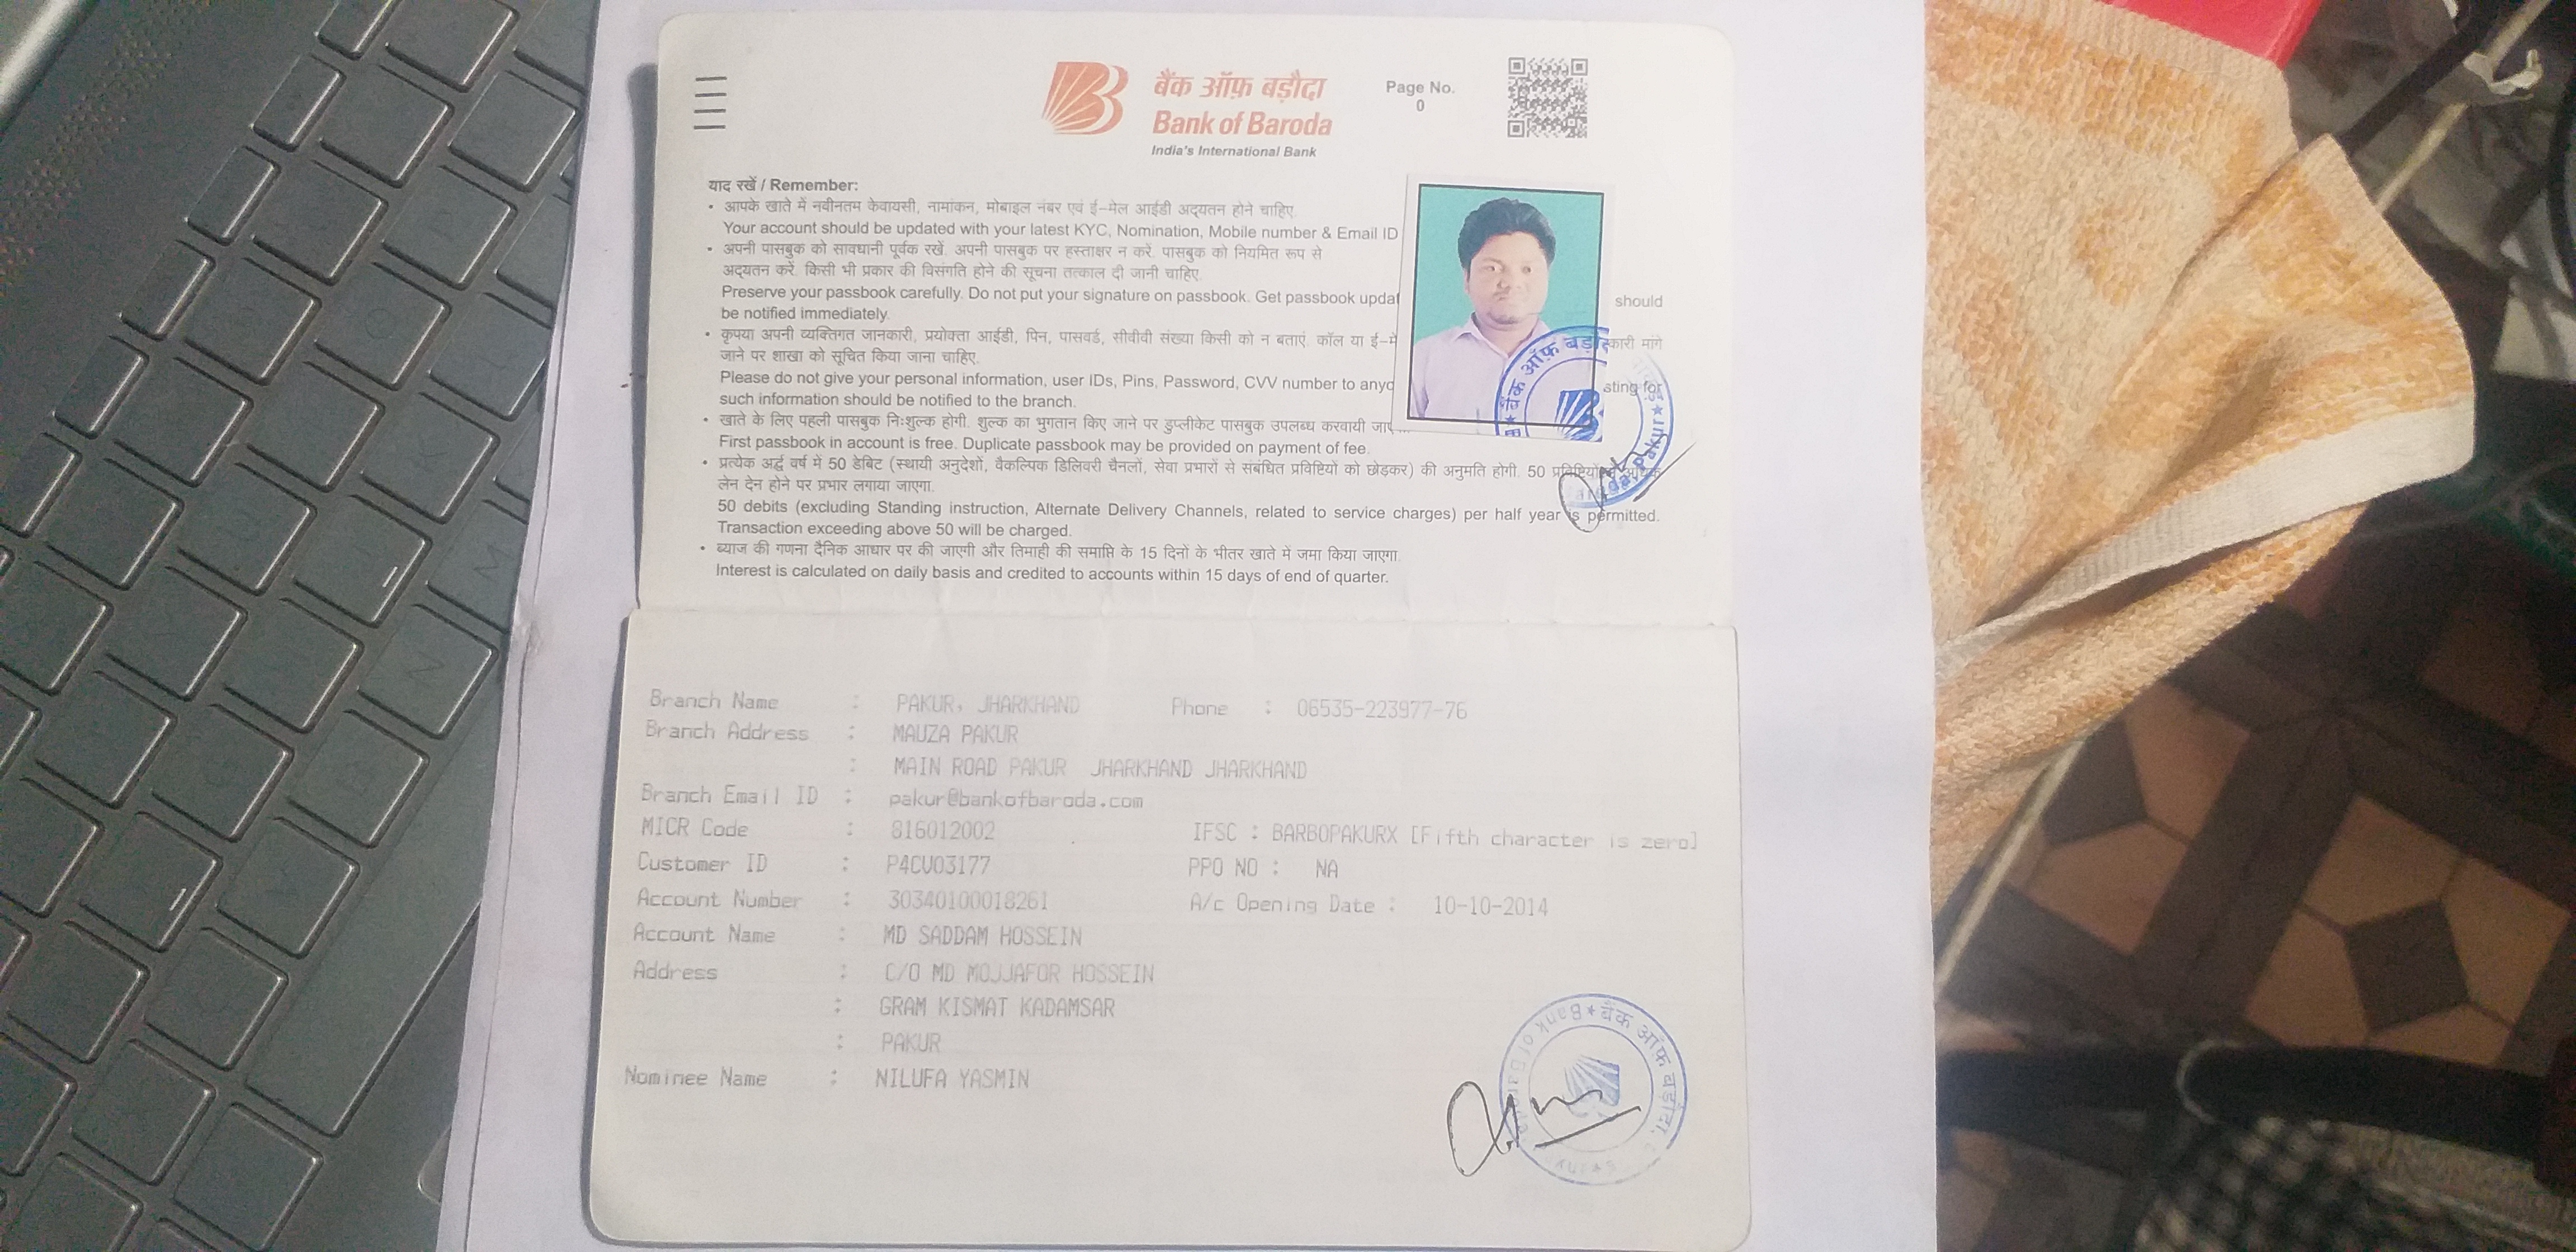 बैंक ऑफ़ बड़ौदा
Bank of Baroda
India's International Bank
Page No.
0
याद रखें / Remember:
• आपके खाते में नवीनतम केवायसी, नामांकन, मोबाइल नंबर एवं ई-मेल आईडी अद्यतन होने चाहिए.
Your account should be updated with your latest KYC, Nomination, Mobile number & Email ID
• अपनी पासबुक को सावधानी पूर्वक रखें. अपनी पासबुक पर हस्ताक्षर न करें. पासबुक को नियमित रूप से
अद्यतन करें. किसी भी प्रकार की विसंगति होने की सूचना तत्काल दी जानी चाहिए.
Preserve your passbook carefully. Do not put your signature on passbook. Get passbook should
be notified immediately.
• कृपया अपनी व्यक्तिगत जानकारी, प्रयोक्ता आईडी, पिन, पासवर्ड, सीवीवी संख्या किसी को न बताएं. कॉल या मांगे
जाने पर शाखा को सूचित किया जाना चाहिए.
Please do not give your personal information, user IDs, Pins, Password, CVV number to for
such information should be notified to the branch.
• खाते के लिए पहली पासबुक निःशुल्क होगी. शुल्क का भुगतान किए जाने पर डुप्लीकेट पासबुक उपलब्ध करवायी
First passbook in account is free. Duplicate passbook may be provided on payment of fee.
• प्रत्येक अर्द्ध वर्ष में 50 डेबिट (स्थायी अनुदेशों, वैकल्पिक डिलिवरी चैनलों, सेवा प्रभारों से संबंधित प्रविष्टियों को छोड़कर) की अनुमति होगी. 50
लेन देन होने पर प्रभार लगाया जाएगा.
50 debits (excluding Standing instruction, Alternate Delivery Channels, related to service charges) per half year is permitted.
Transaction exceeding above 50 will be charged.
• ब्याज की गणना दैनिक आधार पर की जाएगी और तिमाही की समाप्ति के 15 दिनों के भीतर खाते में जमा किया जाएगा.
Interest is calculated on daily basis and credited to accounts within 15 days of end of quarter.
बैंक ऑफ़
Branch Name : PAKUR, JHARKHAND Phone : 06535-223977-76
Branch Address : MAUZA PAKUR
: MAIN ROAD PAKUR JHARKHAND JHARKHAND
Branch Email ID : pakur@bankofbaroda.com
MICR Code : 816012002 IFSC : BARB0PAKURX [Fifth character is zero]
Customer ID : P4CU03177 PPO NO : NA
Account Number : 30340100018261 A/c Opening Date : 10-10-2014
Account Name : MD SADDAM HOSSEIN
Address : C/O MD MOJJAFOR HOSSEIN
: GRAM KISMAT KADAMSAR
: PAKUR
Nominee Name : NILUFA YASMIN
Bank of Baroda ★ बैंक ऑफ़ बड़ौदा